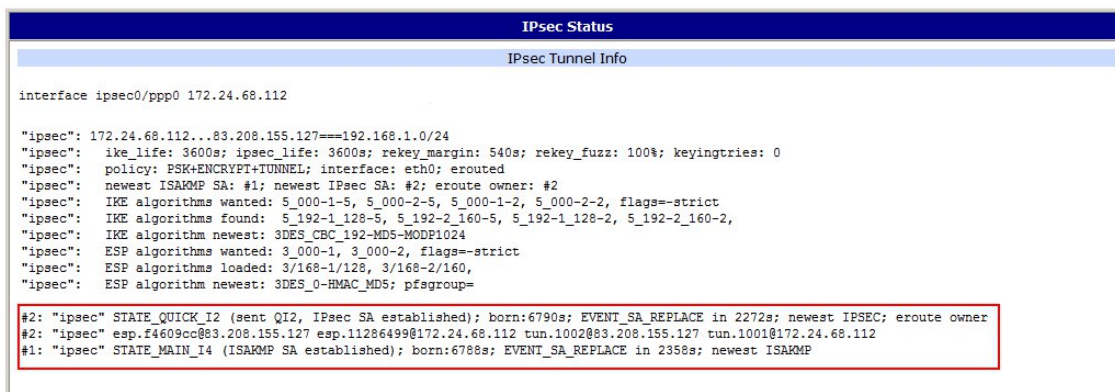 IPsec Status
IPsec Tunnel Info
interface ipsec0/ppp0 172.24.68.112
"ipsec": 172.24.68.112...83.208.155.127===192.168.1.0/24
"ipsec":   ike_life: 3600s; ipsec_life: 3600s; rekey_margin: 540s; rekey_fuzz: 100%; keyingtries: 0
"ipsec":   policy: PSK+ENCRYPT+TUNNEL; interface: eth0; erouted
"ipsec":   newest ISAKMP SA: #1; newest IPsec SA: #2; eroute owner: #2
"ipsec":   IKE algorithms wanted: 5_000-1-5, 5_000-2-5, 5_000-1-2, 5_000-2-2, flags=-strict
"ipsec":   IKE algorithms found:  5_192-1_128-5, 5_192-2_160-5, 5_192-1_128-2, 5_192-2_160-2,
"ipsec":   IKE algorithm newest: 3DES_CBC_192-MD5-MODP1024
"ipsec":   ESP algorithms wanted: 3_000-1, 3_000-2, flags=-strict
"ipsec":   ESP algorithms loaded: 3/168-1/128, 3/168-2/160,
"ipsec":   ESP algorithm newest: 3DES_0-HMAC_MD5; pfsgroup=
#2: "ipsec" STATE_QUICK_I2 (sent QI2, IPsec SA established); born:6790s; EVENT_SA_REPLACE in 2272s; newest IPSEC; eroute owner
#2: "ipsec" esp.f4609cc@83.208.155.127 esp.11286499@172.24.68.112 tun.1002@83.208.155.127 tun.1001@172.24.68.112
#1: "ipsec" STATE_MAIN_I4 (ISAKMP SA established); born:6788s; EVENT_SA_REPLACE in 2358s; newest ISAKMP